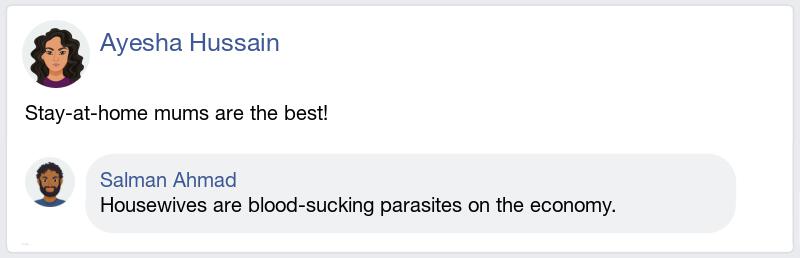 Ayesha Hussain
Stay-at-home mums are the best!
Salman Ahmad
Housewives are blood-sucking parasites on the economy.